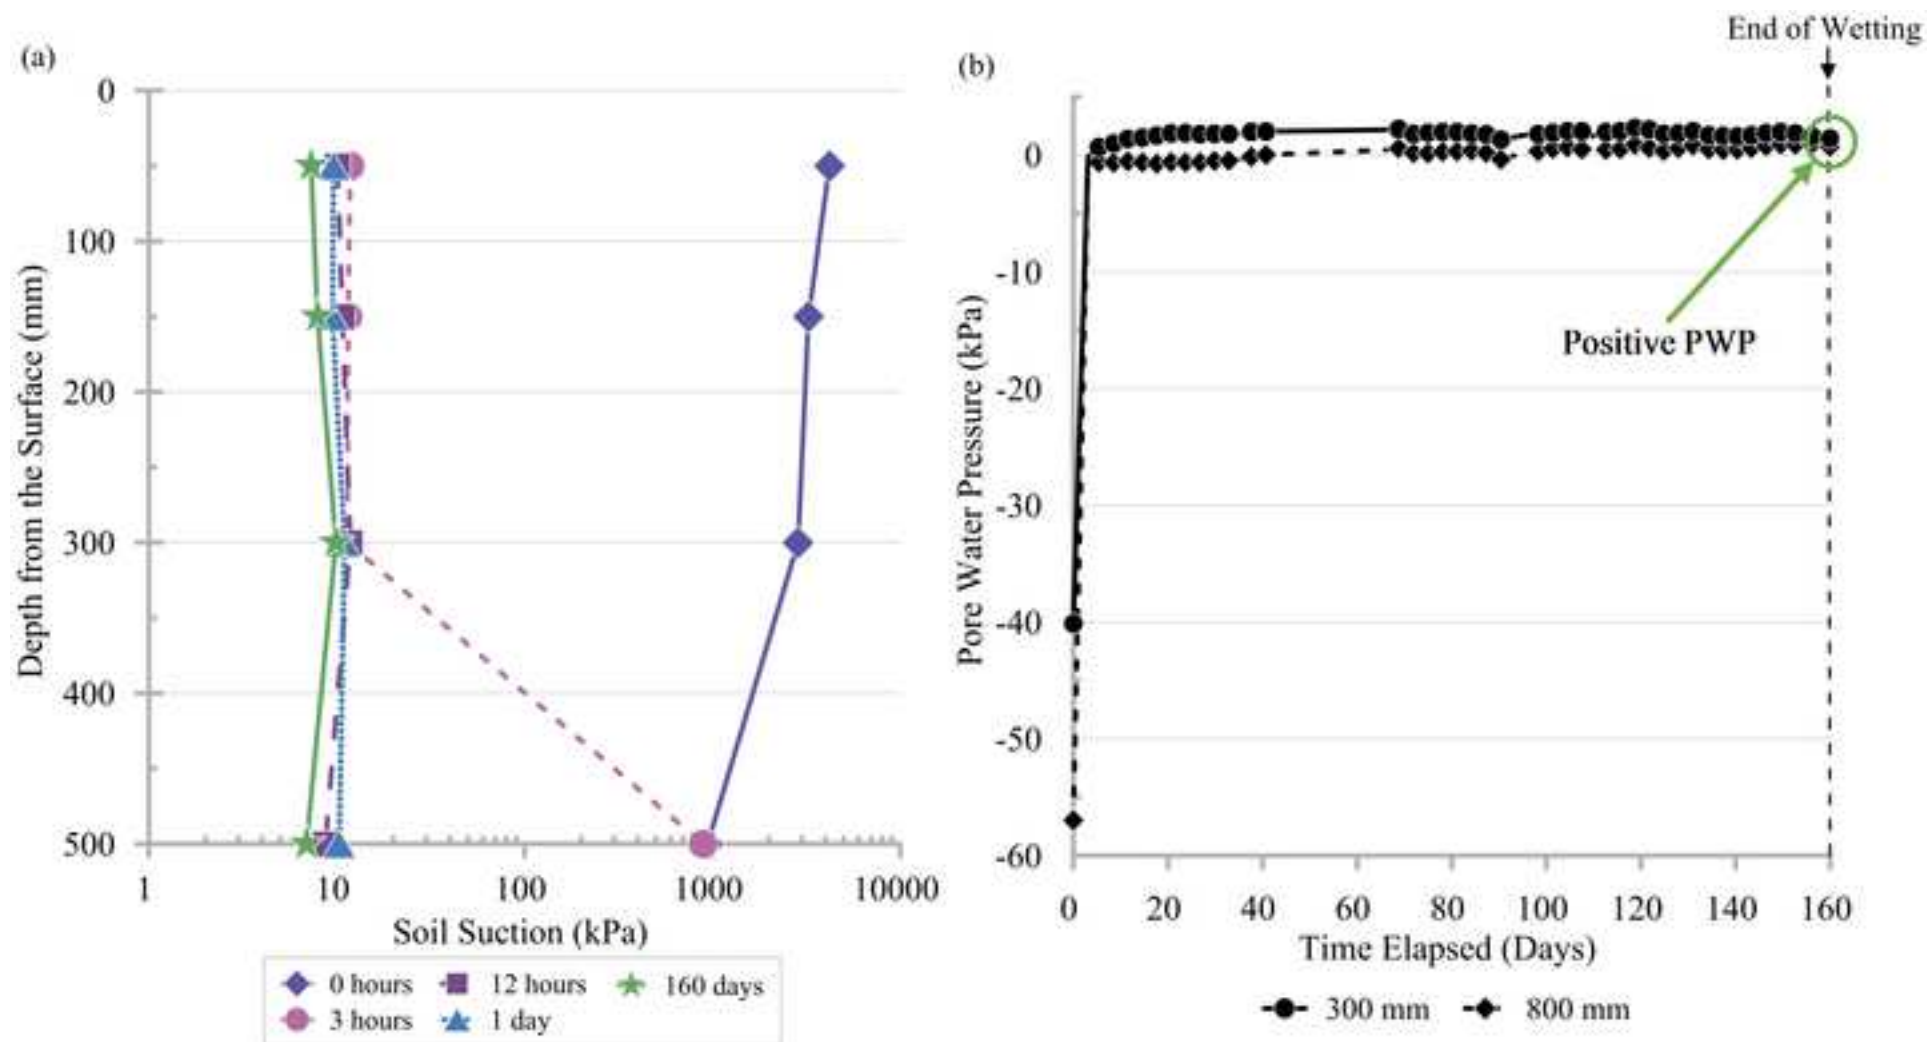 (a)
0
100
200
300
400
500
Depth from the Surface (mm)
1 10 100 1000 10000
Soil Suction (kPa)
0 hours 12 hours 160 days
3 hours 1 day
(b)
End of Wetting
0
-10
-20
-30
-40
-50
-60
Pore Water Pressure (kPa)
Positive PWP
0 20 40 60 80 100 120 140 160
Time Elapsed (Days)
300 mm 800 mm